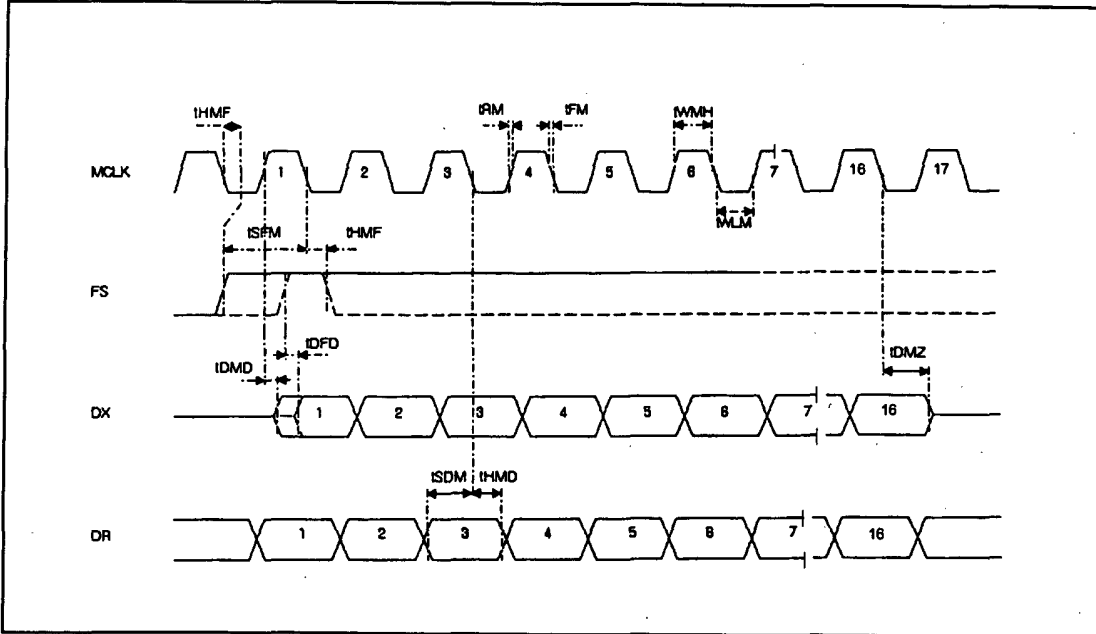 tHMF tRM tFM tWMH
MCLK 1 2 3 4 5 6 7 16 17
tWLM
tSFM tHMF
FS
tDFD
tDMD tDMZ
DX 1 2 3 4 5 6 7 16
tSDM tHMD
DR 1 2 3 4 5 6 7 16